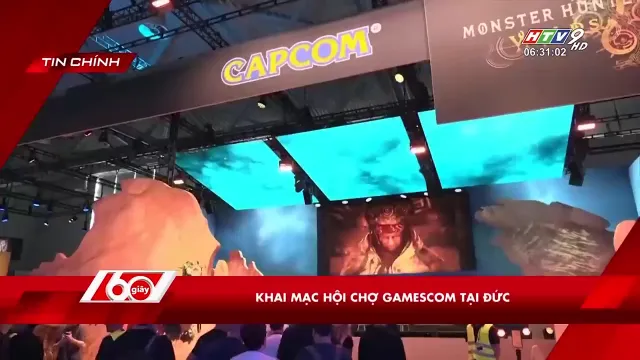 TIN CHÍNH
CAPCOM
MONSTER HUNTER
WILDS
HTV9 HD
06:31:02
60 giây
KHAI MẠC HỘI CHỢ GAMESCOM TẠI ĐỨC